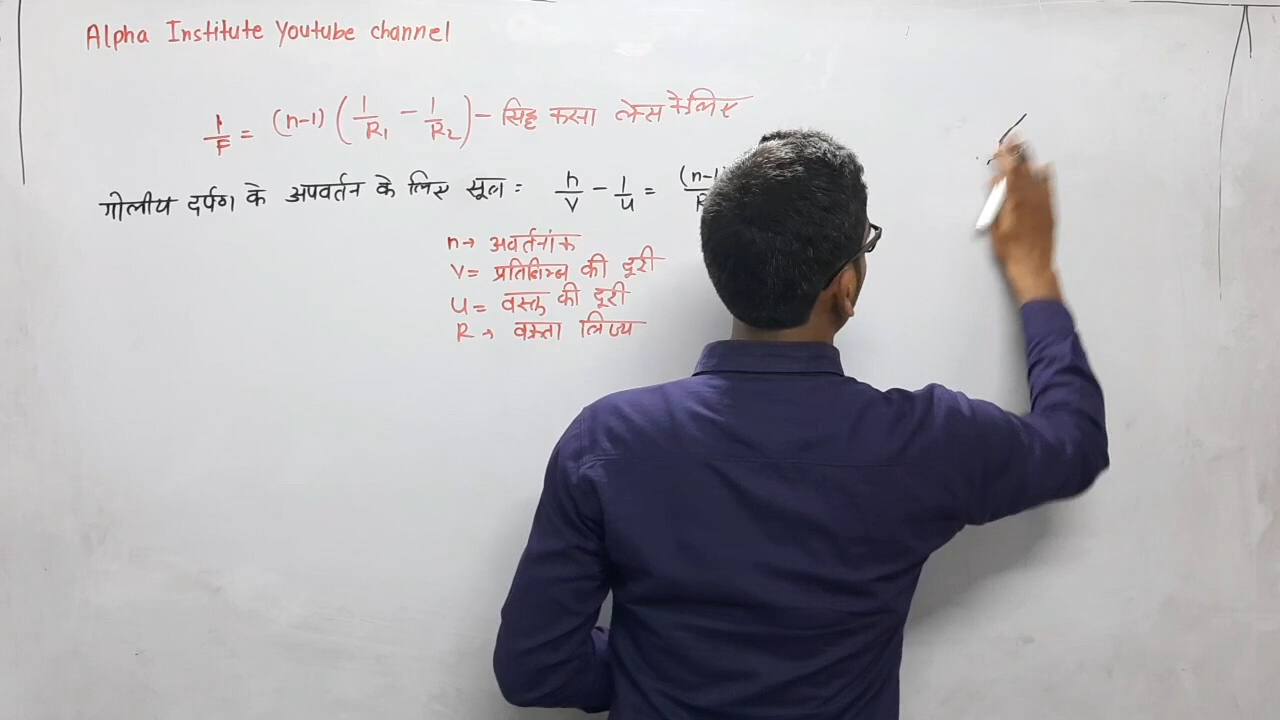 Alpha Institute Youtube channel
1/F = (n-1) (1/R₁ - 1/R₂) - सिद्ध करना लेन्स के लिए
गोलीय दर्पण के अपवर्तन के लिए सूत्र = n/v - 1/u = (n-1
n→ अवर्तनांक
v= प्रतिबिम्ब की दूरी
u= वस्तु की दूरी
R→ वक्रता त्रिज्य